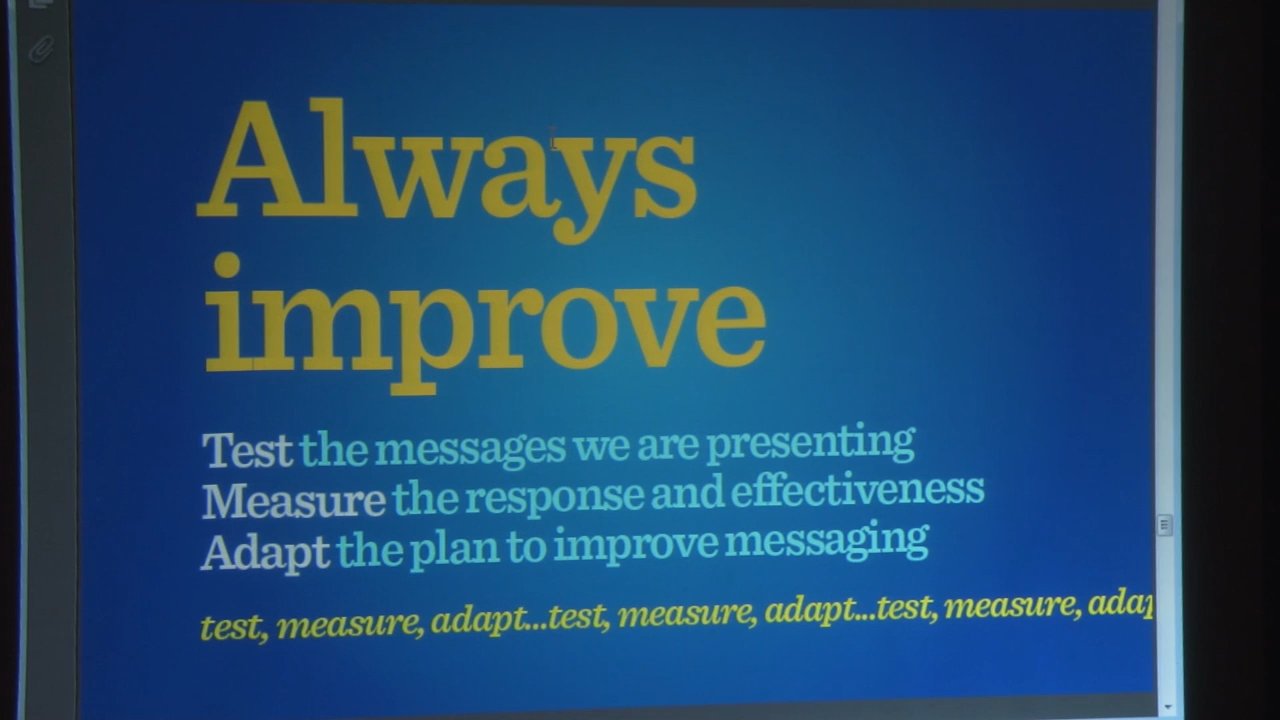 Always
improve
Test the messages we are presenting
Measure the response and effectiveness
Adapt the plan to improve messaging
test, measure, adapt...test, measure, adapt...test, measure, adap